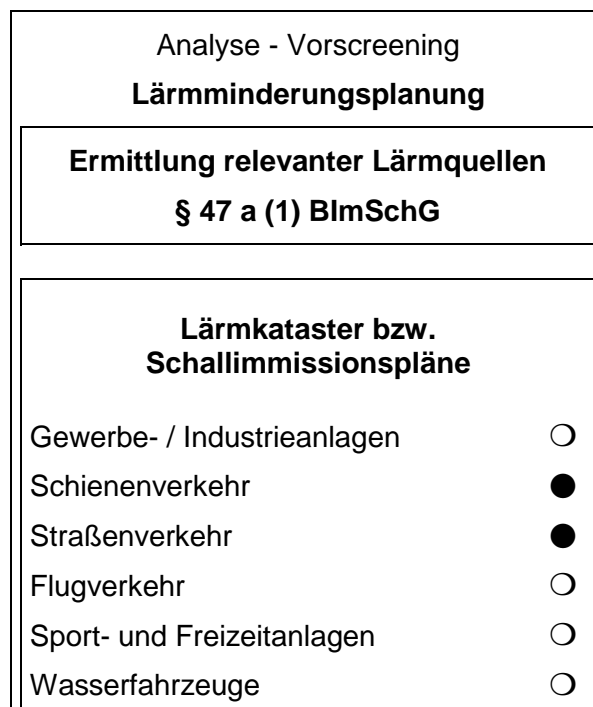 Analyse - Vorscreening
Lärmminderungsplanung
Ermittlung relevanter Lärmquellen
§ 47 a (1) BImSchG
Lärmkataster bzw.
Schallimmissionspläne
Gewerbe- / Industrieanlagen ❍
Schienenverkehr ●
Straßenverkehr ●
Flugverkehr ❍
Sport- und Freizeitanlagen ❍
Wasserfahrzeuge ❍